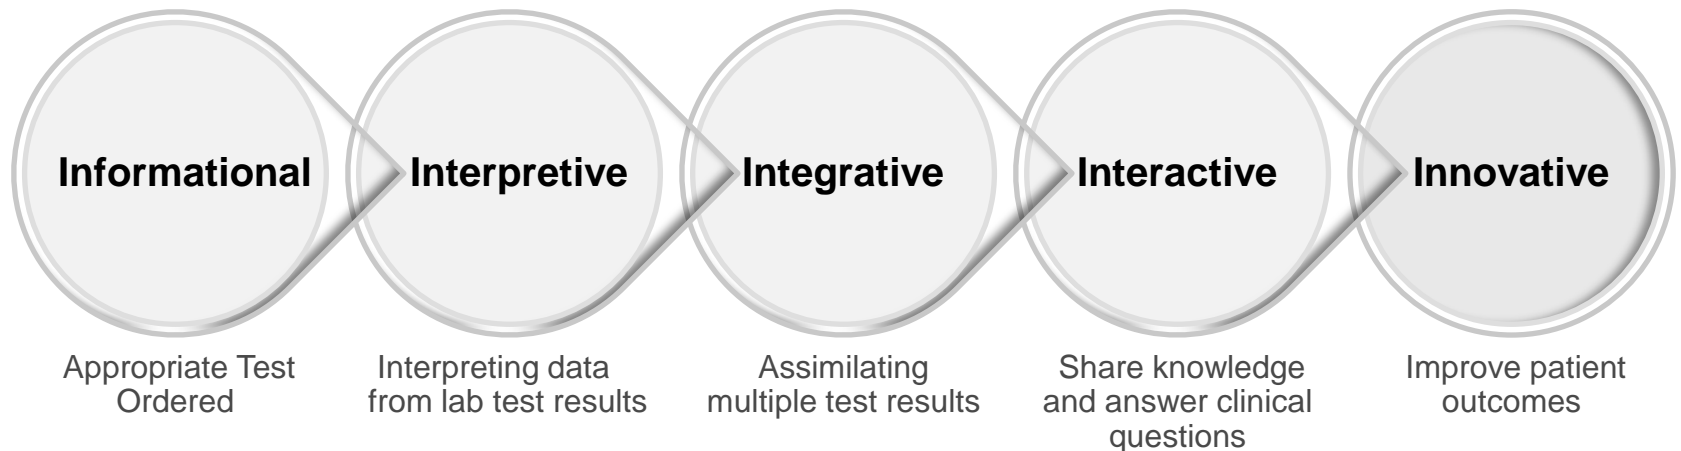 Informational
Interpretive
Integrative
Interactive
Innovative
Appropriate Test
Ordered
Interpreting data
from lab test results
Assimilating
multiple test results
Share knowledge
and answer clinical
questions
Improve patient
outcomes